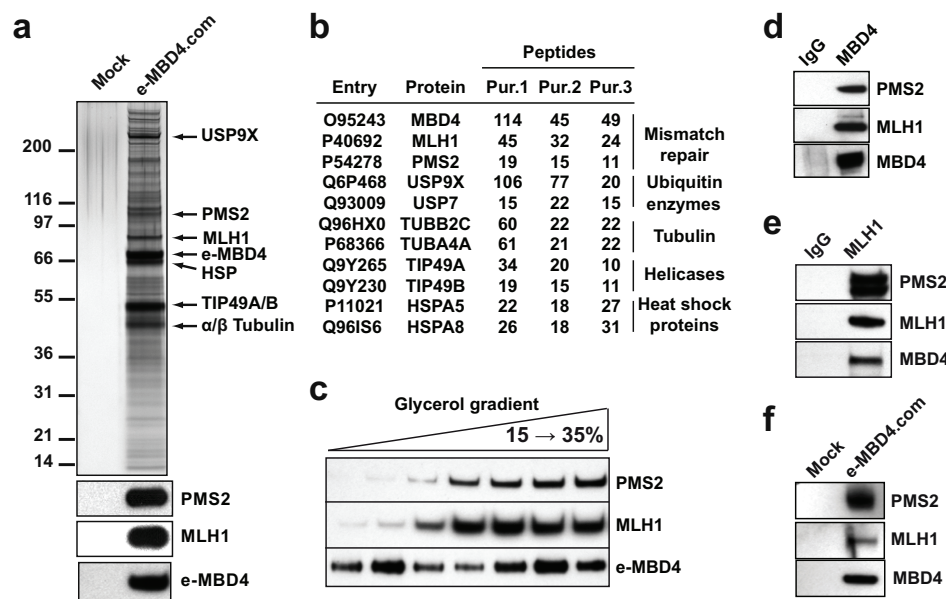 a
Mock
e-MBD4.com
200
116
97
66
55
36
31
21
14
USP9X
PMS2
MLH1
e-MBD4
HSP
TIP49A/B
α/β Tubulin
PMS2
MLH1
e-MBD4
b
Peptides
Entry Protein Pur.1 Pur.2 Pur.3
O95243 MBD4 114 45 49
P40692 MLH1 45 32 24
P54278 PMS2 19 15 11
Mismatch
repair
Q6P468 USP9X 106 77 20
Q93009 USP7 15 22 15
Ubiquitin
enzymes
Q96HX0 TUBB2C 60 22 22
P68366 TUBA4A 61 21 22
Tubulin
Q9Y265 TIP49A 34 20 10
Q9Y230 TIP49B 19 15 11
Helicases
P11021 HSPA5 22 18 27
Q96IS6 HSPA8 26 18 31
Heat shock
proteins
c
Glycerol gradient
15 → 35%
PMS2
MLH1
e-MBD4
d
IgG
MBD4
PMS2
MLH1
MBD4
e
IgG
MLH1
PMS2
MLH1
MBD4
f
Mock
e-MBD4.com
PMS2
MLH1
MBD4